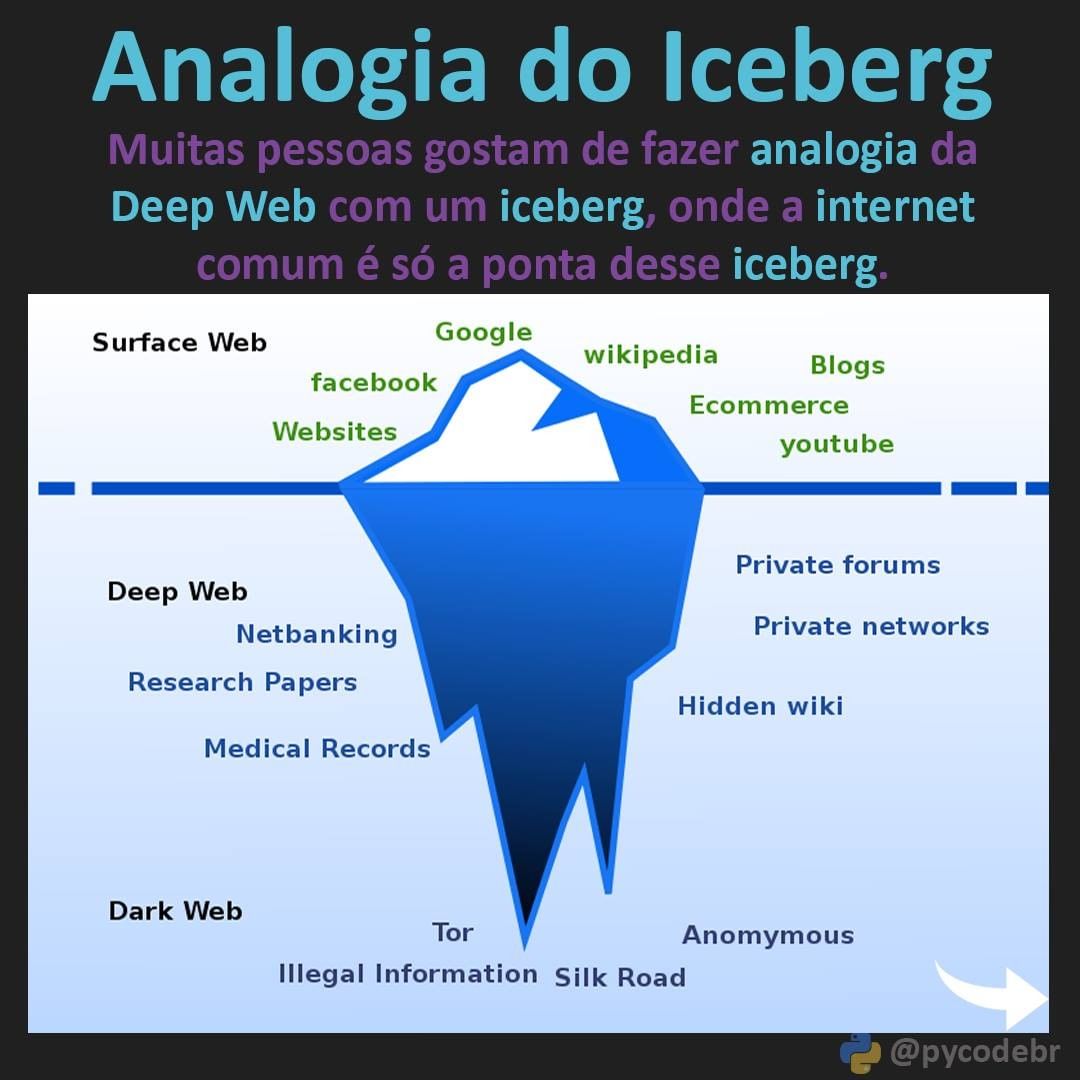 Analogia do Iceberg
Muitas pessoas gostam de fazer analogia da
Deep Web com um iceberg, onde a internet
comum é só a ponta desse iceberg.
Surface Web
Google
wikipedia
Blogs
facebook
Ecommerce
Websites
youtube
Private forums
Deep Web
Private networks
Netbanking
Research Papers
Hidden wiki
Medical Records
Dark Web
Tor
Anomymous
Illegal Information
Silk Road
@pycodebr